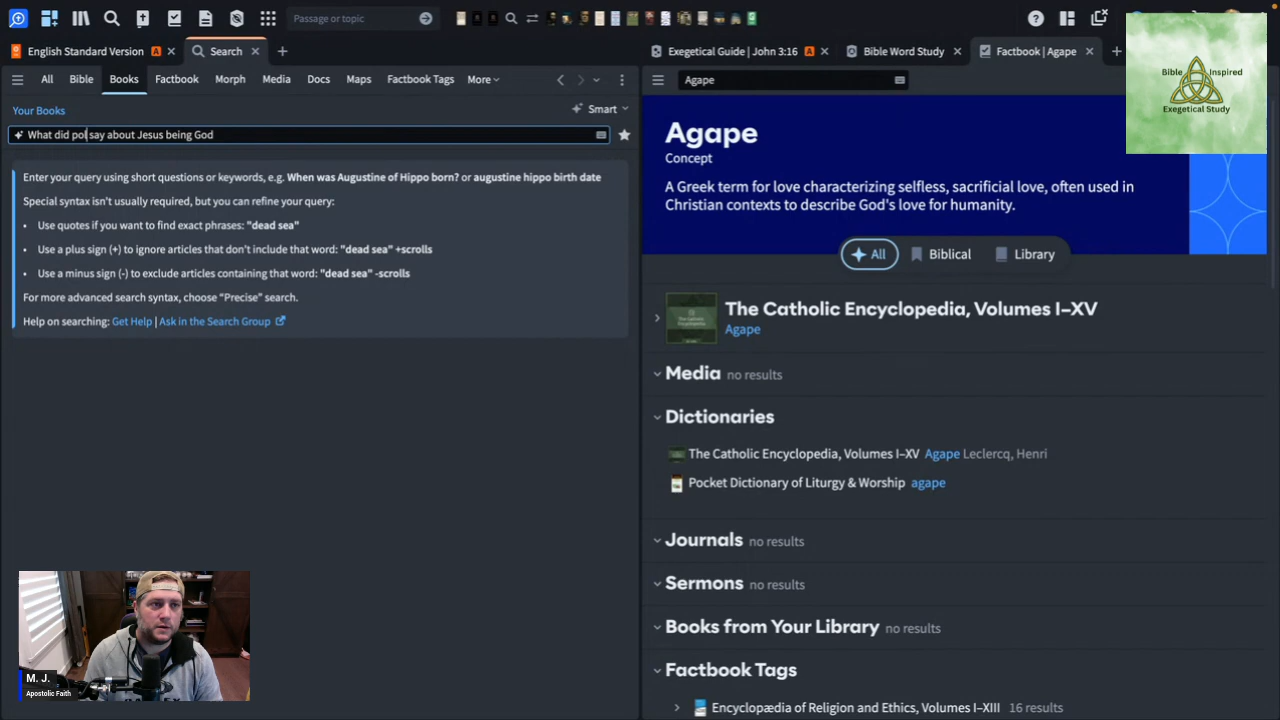 Passage or topic
English Standard Version A
Search
Exegetical Guide | John 3:16 A
Bible Word Study
Factbook | Agape
All Bible Books Factbook Morph Media Docs Maps Factbook Tags More
Agape
Your Books
Smart
What did pol say about Jesus being God
Enter your query using short questions or keywords, e.g. When was Augustine of Hippo born? or augustine hippo birth date
Special syntax isn't usually required, but you can refine your query:
• Use quotes if you want to find exact phrases: "dead sea"
• Use a plus sign (+) to ignore articles that don't include that word: "dead sea" +scrolls
• Use a minus sign (-) to exclude articles containing that word: "dead sea" -scrolls
For more advanced search syntax, choose "Precise" search.
Help on searching: Get Help | Ask in the Search Group
Agape
Concept
A Greek term for love characterizing selfless, sacrificial love, often used in
Christian contexts to describe God's love for humanity.
All Biblical Library
The Catholic Encyclopedia, Volumes I–XV
Agape
Media no results
Dictionaries
The Catholic Encyclopedia, Volumes I–XV Agape Leclercq, Henri
Pocket Dictionary of Liturgy & Worship agape
Journals no results
Sermons no results
Books from Your Library no results
Factbook Tags
Encyclopædia of Religion and Ethics, Volumes I–XIII 16 results
Bible Inspired
Exegetical Study
M. J.
Apostolic Faith